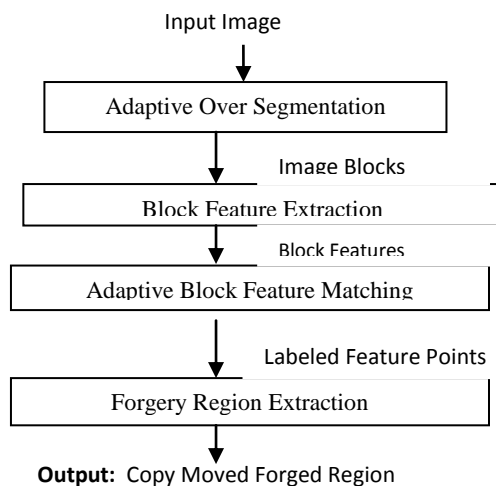 Input Image
Adaptive Over Segmentation
Image Blocks
Block Feature Extraction
Block Features
Adaptive Block Feature Matching
Labeled Feature Points
Forgery Region Extraction
Output: Copy Moved Forged Region